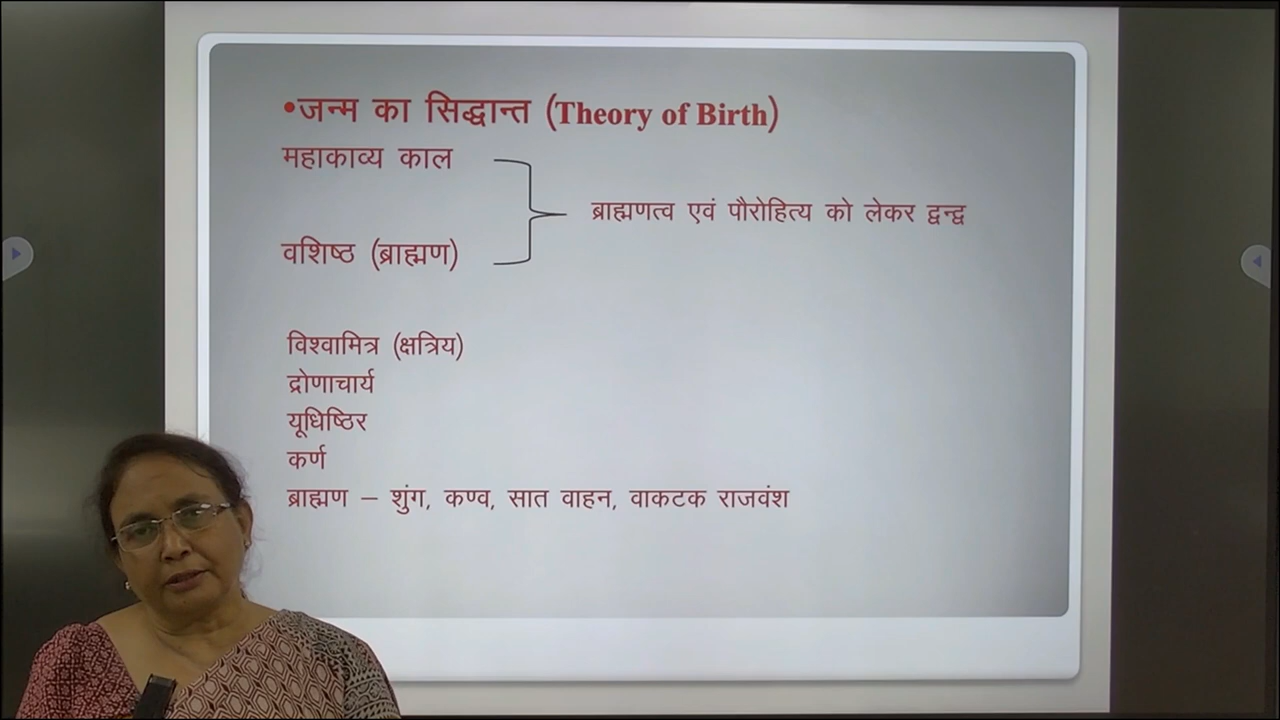 •जन्म का सिद्धान्त (Theory of Birth)
महाकाव्य काल
ब्राह्मणत्व एवं पौरोहित्य को लेकर द्वन्द्व
वशिष्ठ (ब्राह्मण)
विश्वामित्र (क्षत्रिय)
द्रोणाचार्य
यूधिष्ठिर
कर्ण
ब्राह्मण – शुंग, कण्व, सात वाहन, वाकटक राजवंश